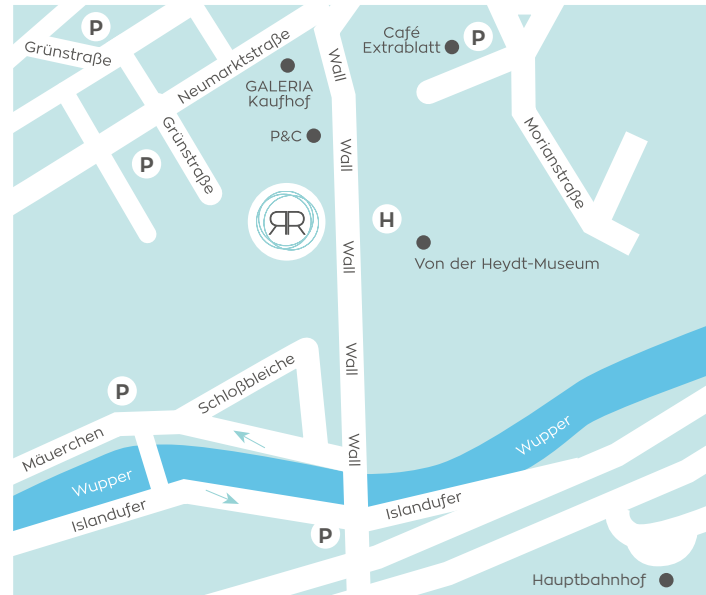 P
Grünstraße
Neumarktstraße
Wall
Café
Extrablatt
P
GALERIA
Kaufhof
P&C
Grünstraße
P
Wall
Morianstraße
RR
H
Wall
Von der Heydt-Museum
Wall
Schloßbleiche
P
Mäuerchen
Wall
Wupper
Wupper
Islandufer
Islandufer
P
Hauptbahnhof